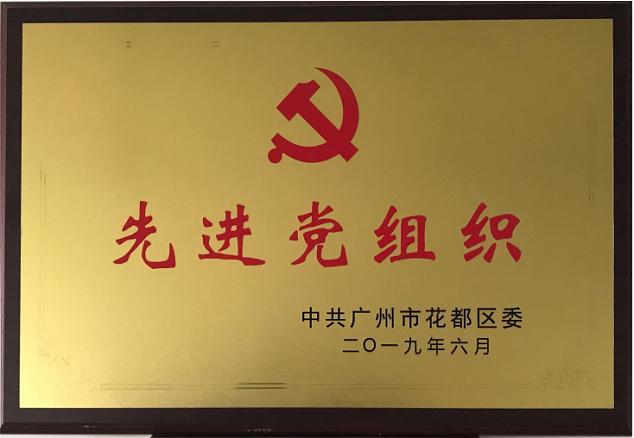 先进党组织
中共广州市花都区委
二〇一九年六月